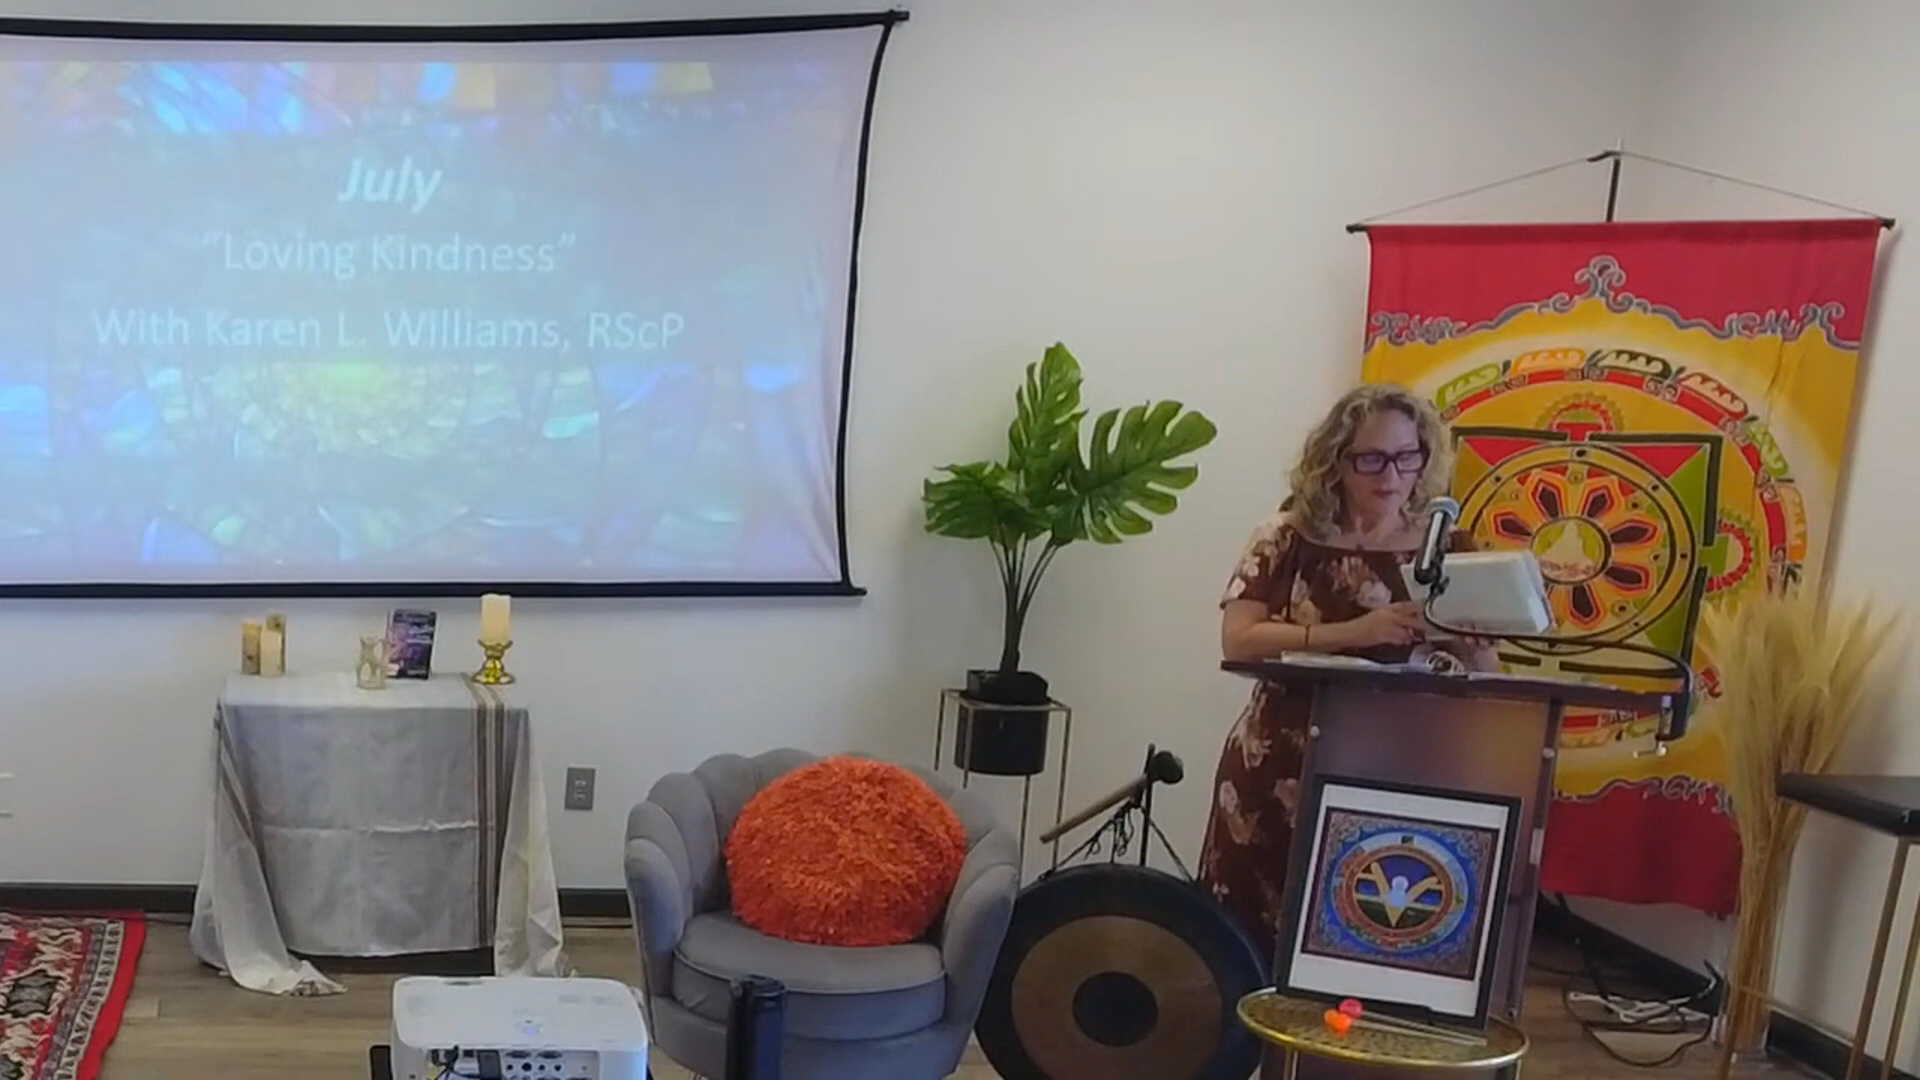 July
“Loving Kindness”
With Karen L. Williams, RScP